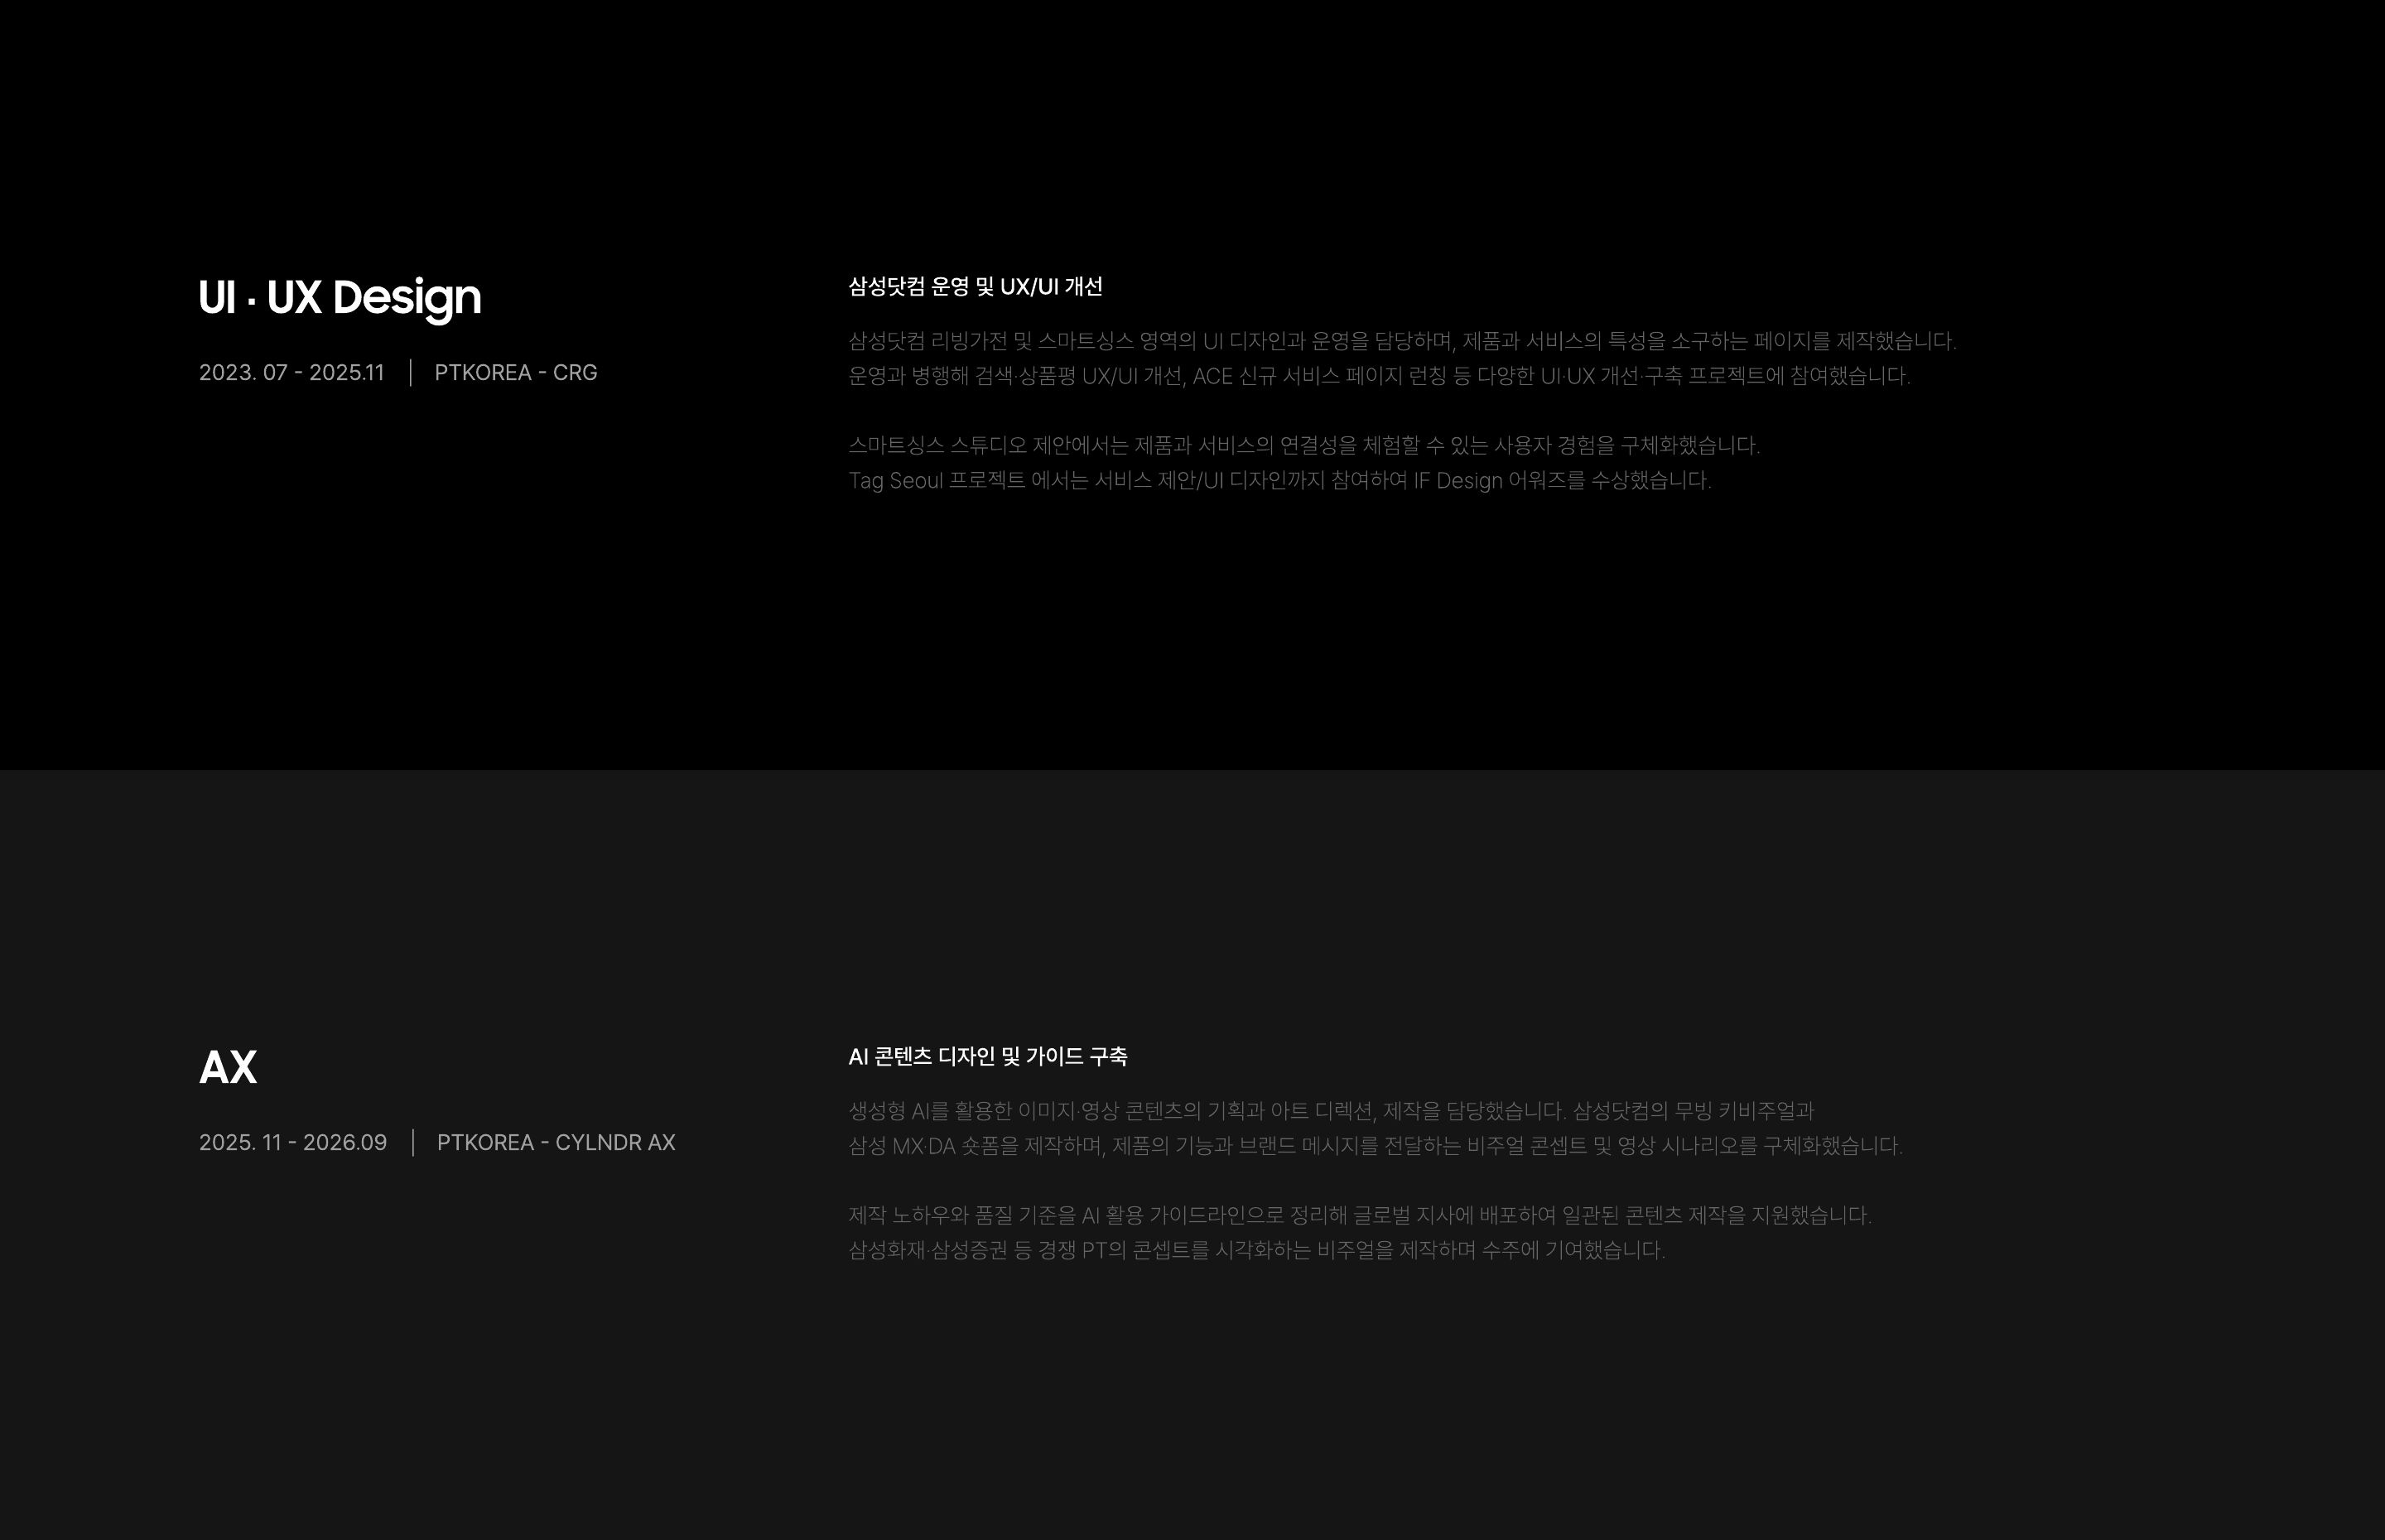 UI · UX Design
2023. 07 - 2025.11 | PTKOREA - CRG
삼성닷컴 운영 및 UX/UI 개선
삼성닷컴 리빙가전 및 스마트싱스 영역의 UI 디자인과 운영을 담당하며, 제품과 서비스의 특성을 소구하는 페이지를 제작했습니다.
운영과 병행해 검색·상품평 UX/UI 개선, ACE 신규 서비스 페이지 런칭 등 다양한 UI·UX 개선·구축 프로젝트에 참여했습니다.
스마트싱스 스튜디오 제안에서는 제품과 서비스의 연결성을 체험할 수 있는 사용자 경험을 구체화했습니다.
Tag Seoul 프로젝트 에서는 서비스 제안/UI 디자인까지 참여하여 IF Design 어워즈를 수상했습니다.
AX
2025. 11 - 2026.09 | PTKOREA - CYLNDR AX
AI 콘텐츠 디자인 및 가이드 구축
생성형 AI를 활용한 이미지·영상 콘텐츠의 기획과 아트 디렉션, 제작을 담당했습니다. 삼성닷컴의 무빙 키비주얼과
삼성 MX·DA 숏폼을 제작하며, 제품의 기능과 브랜드 메시지를 전달하는 비주얼 콘셉트 및 영상 시나리오를 구체화했습니다.
제작 노하우와 품질 기준을 AI 활용 가이드라인으로 정리해 글로벌 지사에 배포하여 일관된 콘텐츠 제작을 지원했습니다.
삼성화재·삼성증권 등 경쟁 PT의 콘셉트를 시각화하는 비주얼을 제작하며 수주에 기여했습니다.